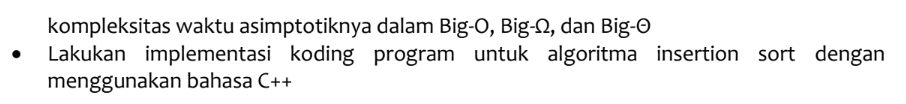 kompleksitas waktu asimptotiknya dalam Big-O, Big-Ω, dan Big-Θ
• Lakukan implementasi koding program untuk algoritma insertion sort dengan
menggunakan bahasa C++